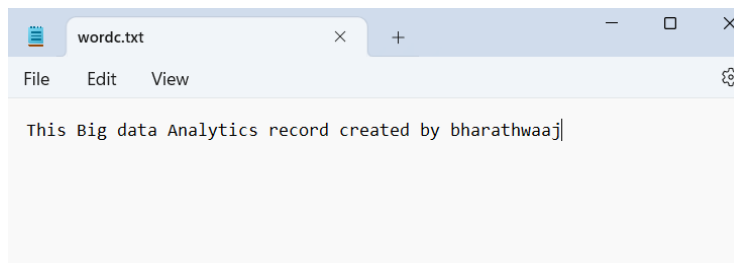 wordc.txt
File Edit View
This Big data Analytics record created by bharathwaaj